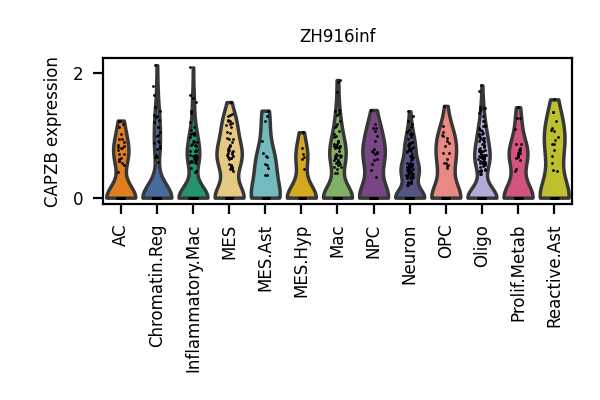 ZH916inf
CAPZB expression
2
0
AC
Chromatin.Reg
Inflammatory.Mac
MES
MES.Ast
MES.Hyp
Mac
NPC
Neuron
OPC
Oligo
Prolif.Metab
Reactive.Ast